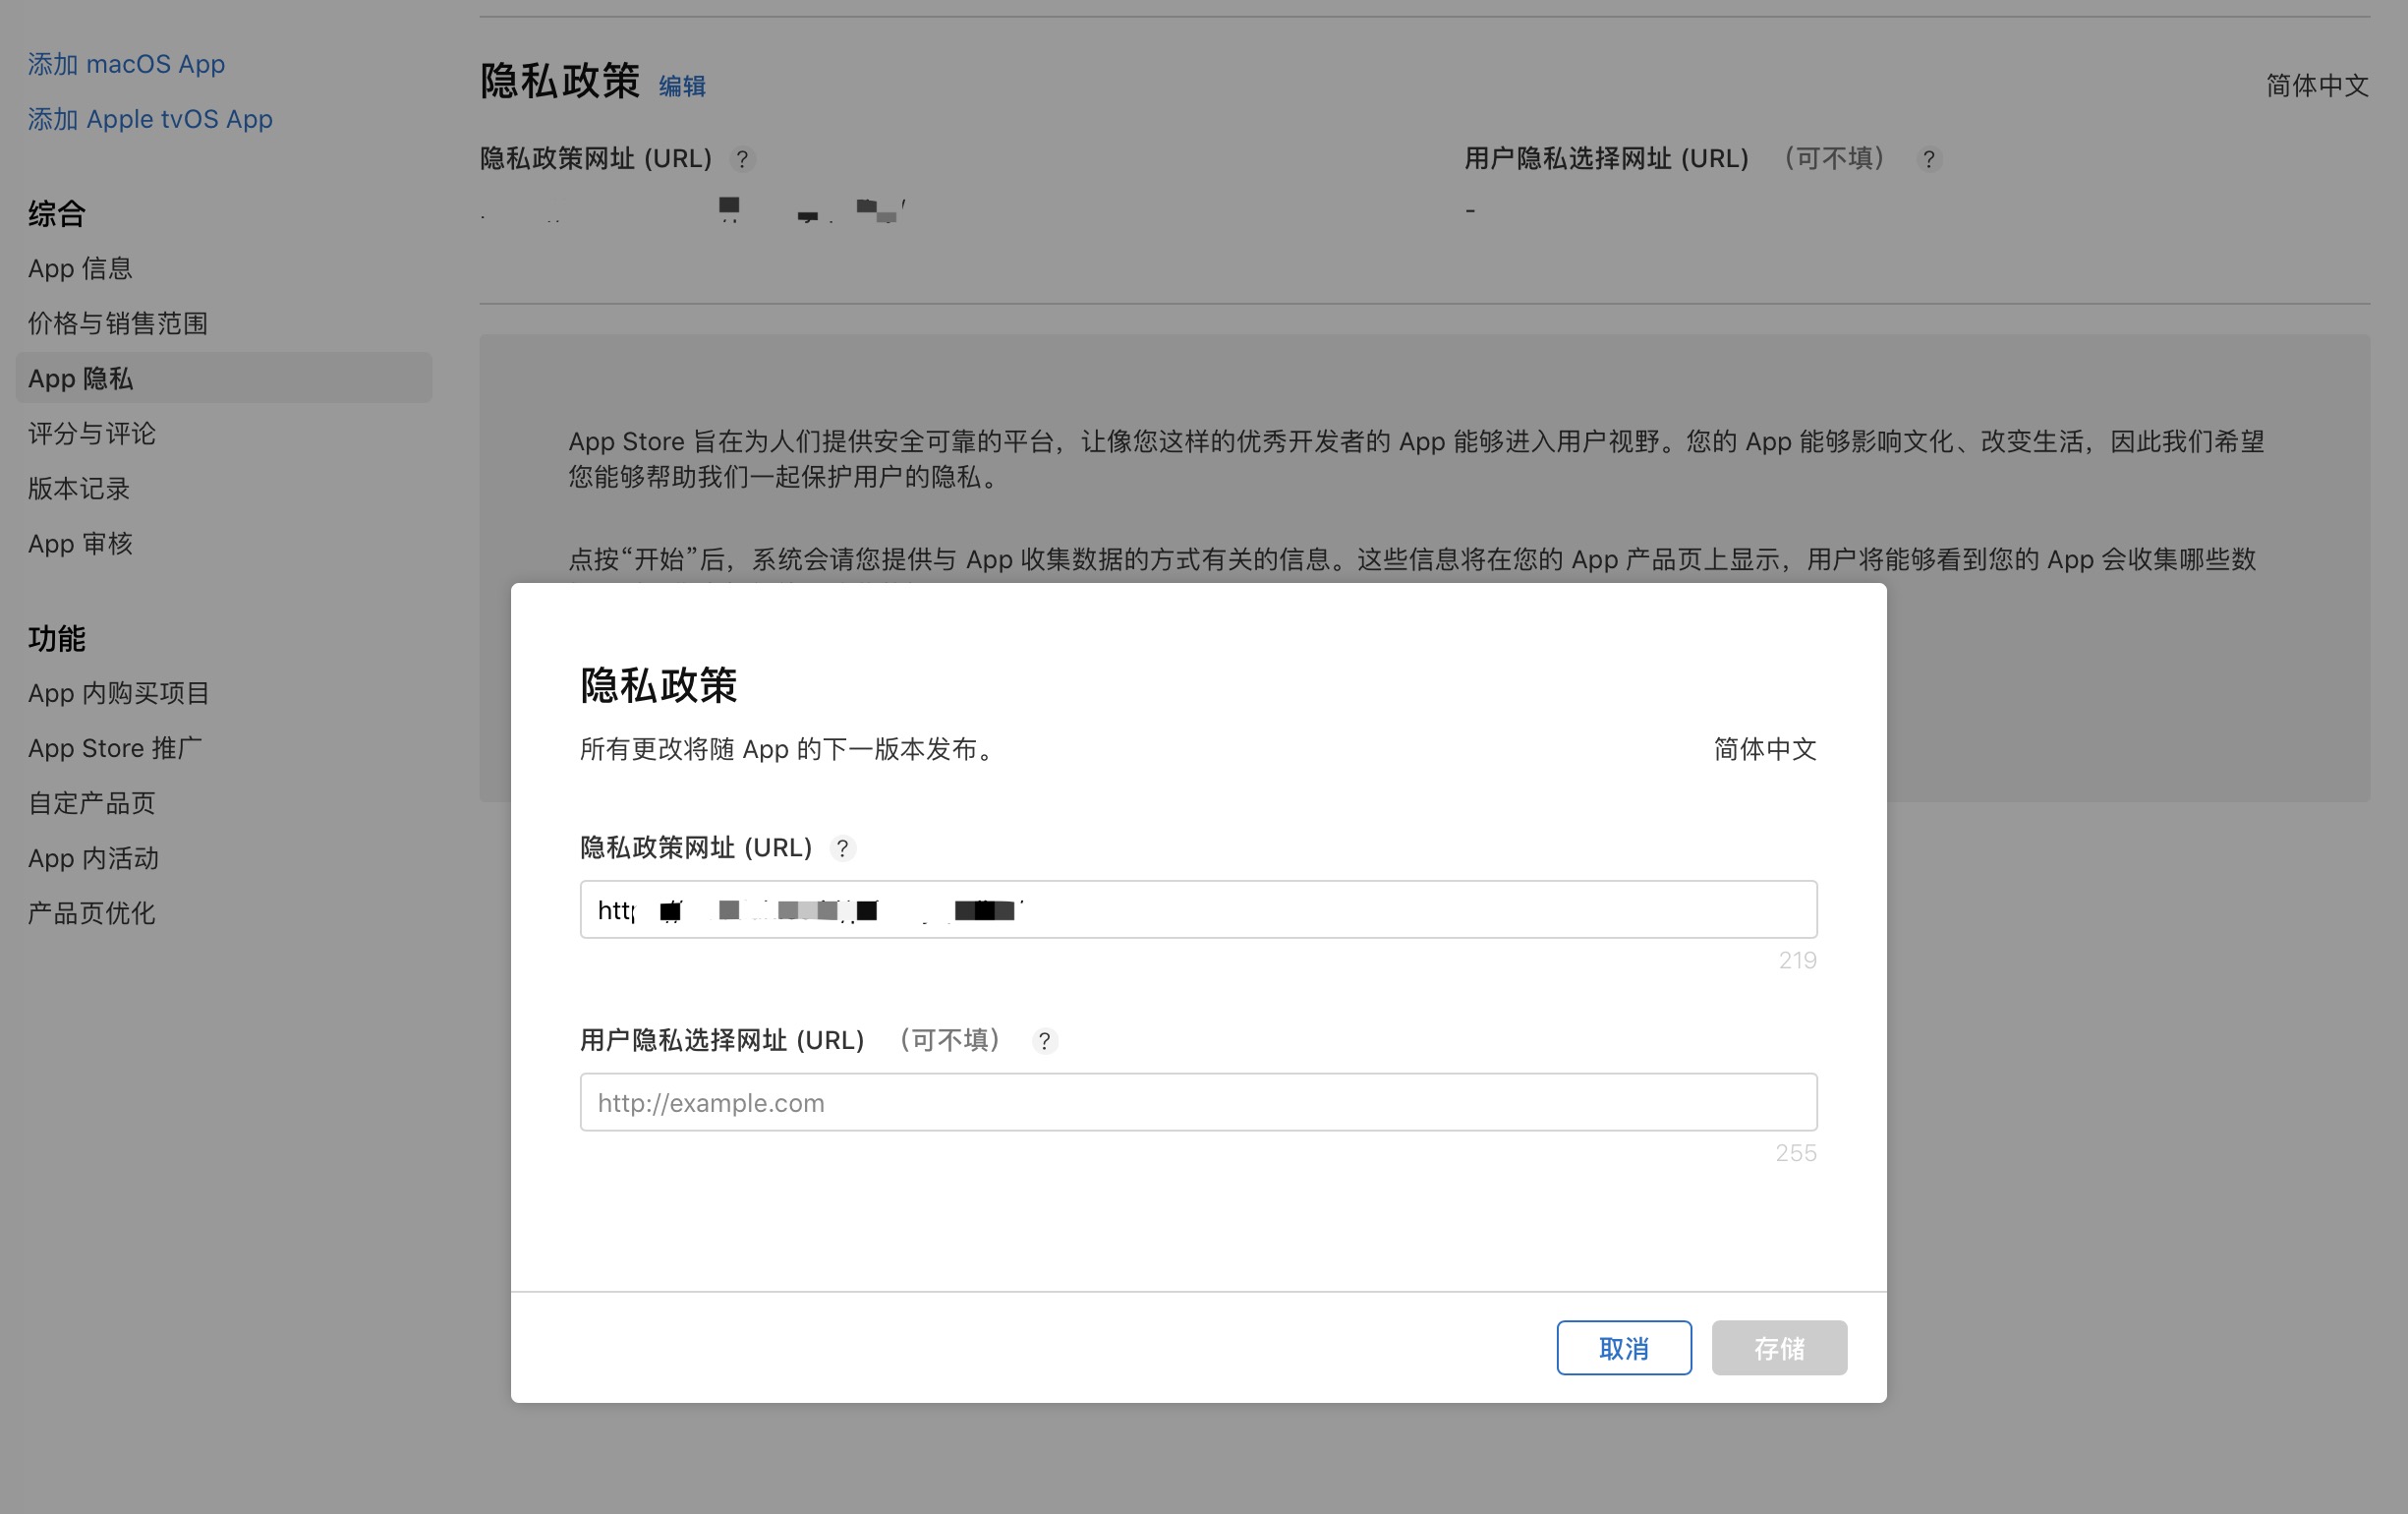 添加 macOS App
添加 Apple tvOS App
综合
App 信息
价格与销售范围
App 隐私
评分与评论
版本记录
App 审核
功能
App 内购买项目
App Store 推广
自定产品页
App 内活动
产品页优化
隐私政策 编辑
简体中文
隐私政策网址 (URL) ?
用户隐私选择网址 (URL) （可不填） ?
-
App Store 旨在为人们提供安全可靠的平台，让像您这样的优秀开发者的 App 能够进入用户视野。您的 App 能够影响文化、改变生活，因此我们希望
您能够帮助我们一起保护用户的隐私。
点按“开始”后，系统会请您提供与 App 收集数据的方式有关的信息。这些信息将在您的 App 产品页上显示，用户将能够看到您的 App 会收集哪些数
隐私政策
所有更改将随 App 的下一版本发布。
简体中文
隐私政策网址 (URL) ?
219
用户隐私选择网址 (URL) （可不填） ?
http://example.com
255
取消
存储